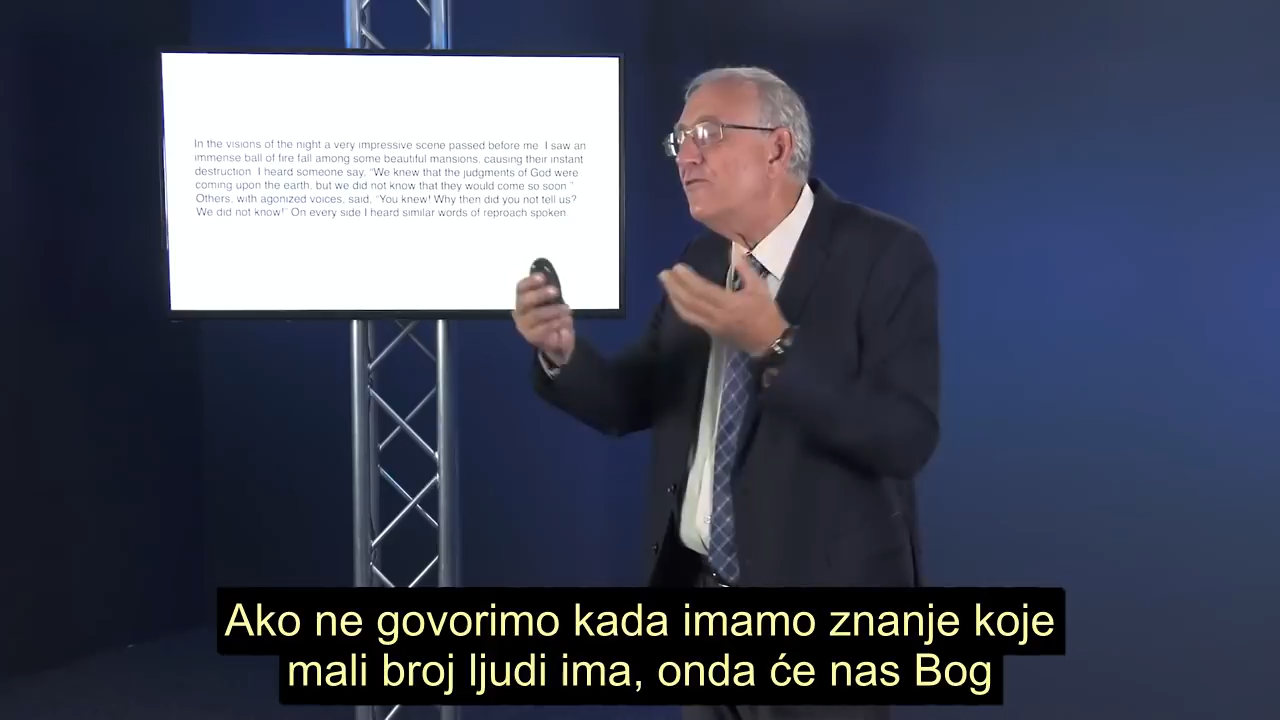 In the visions of the night a very impressive scene passed before me. I saw an
immense ball of fire fall among some beautiful mansions, causing their instant
destruction. I heard someone say, "We knew that the judgments of God were
coming upon the earth, but we did not know that they would come so soon."
Others, with agonized voices, said, "You knew! Why then did you not tell us?
We did not know!" On every side I heard similar words of reproach spoken.
Ako ne govorimo kada imamo znanje koje
mali broj ljudi ima, onda će nas Bog